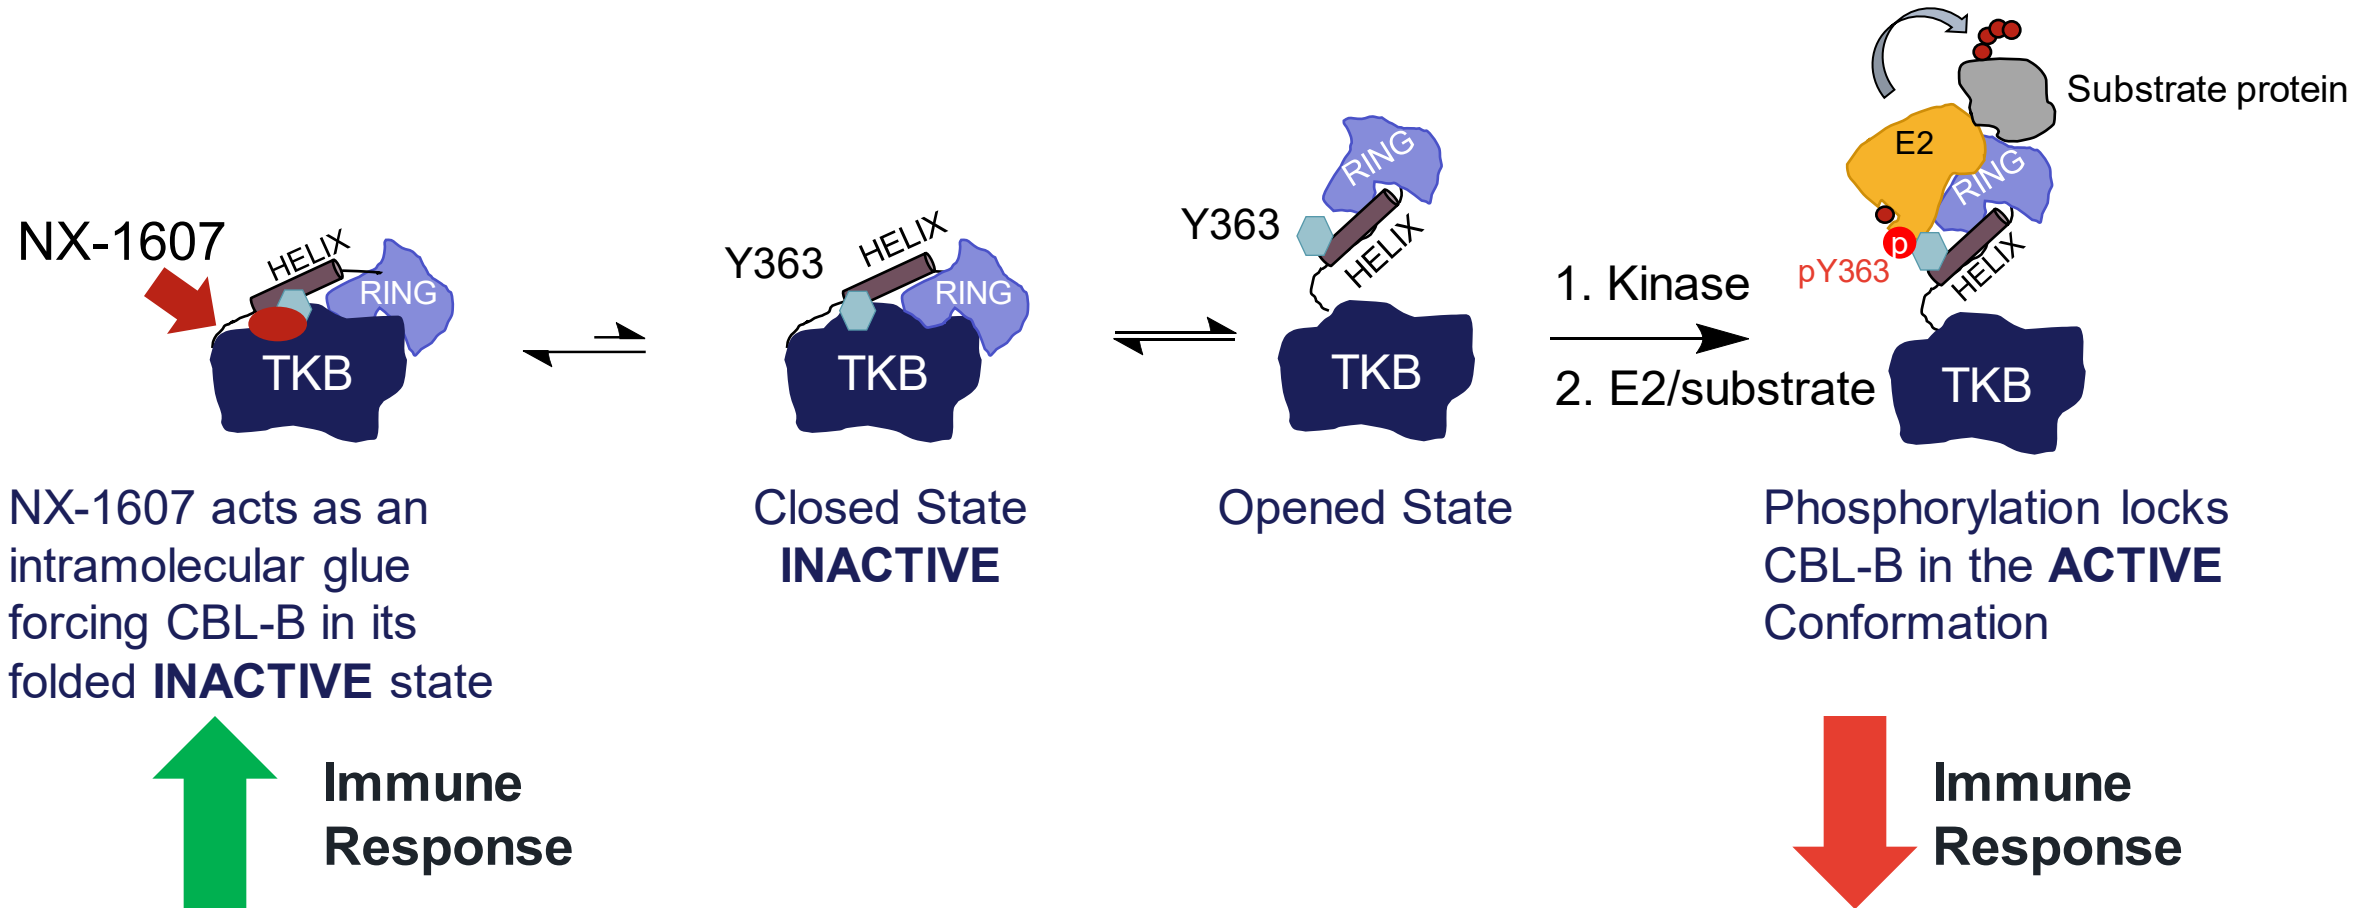 NX-1607
HELIX
RING
TKB
NX-1607 acts as an
intramolecular glue
forcing CBL-B in its
folded INACTIVE state
Immune
Response
Y363
HELIX
RING
TKB
Closed State
INACTIVE
Y363
RING
HELIX
TKB
Opened State
1. Kinase
2. E2/substrate
Substrate protein
E2
RING
p
pY363
HELIX
TKB
Phosphorylation locks
CBL-B in the ACTIVE
Conformation
Immune
Response